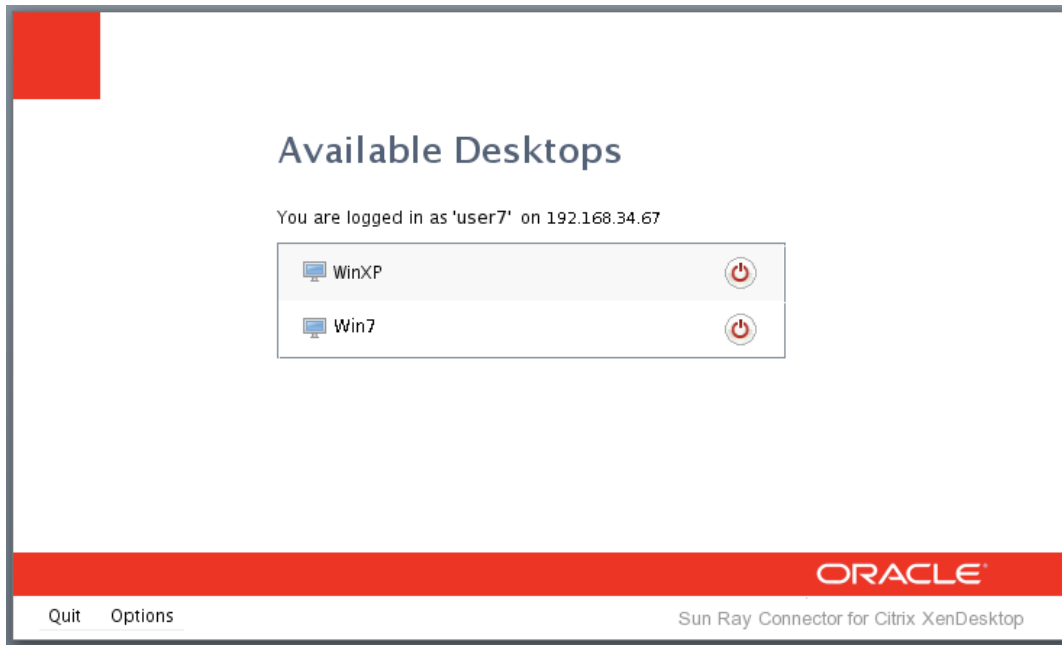 Available Desktops
You are logged in as 'user7' on 192.168.34.67
WinXP
Win7
ORACLE
Quit Options
Sun Ray Connector for Citrix XenDesktop